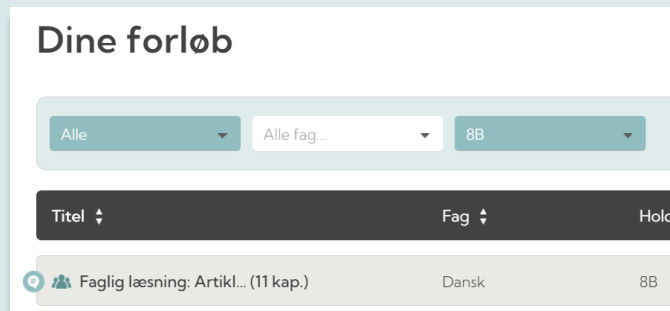 Dine forløb
Alle Alle fag... 8B
Titel Fag Hold
Faglig læsning: Artikl... (11 kap.) Dansk 8B